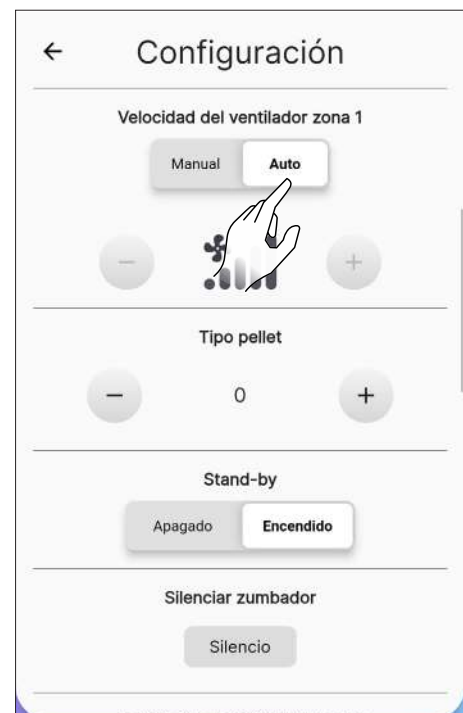 Configuración
Velocidad del ventilador zona 1
Manual Auto
Tipo pellet
− 0 +
Stand-by
Apagado Encendido
Silenciar zumbador
Silencio